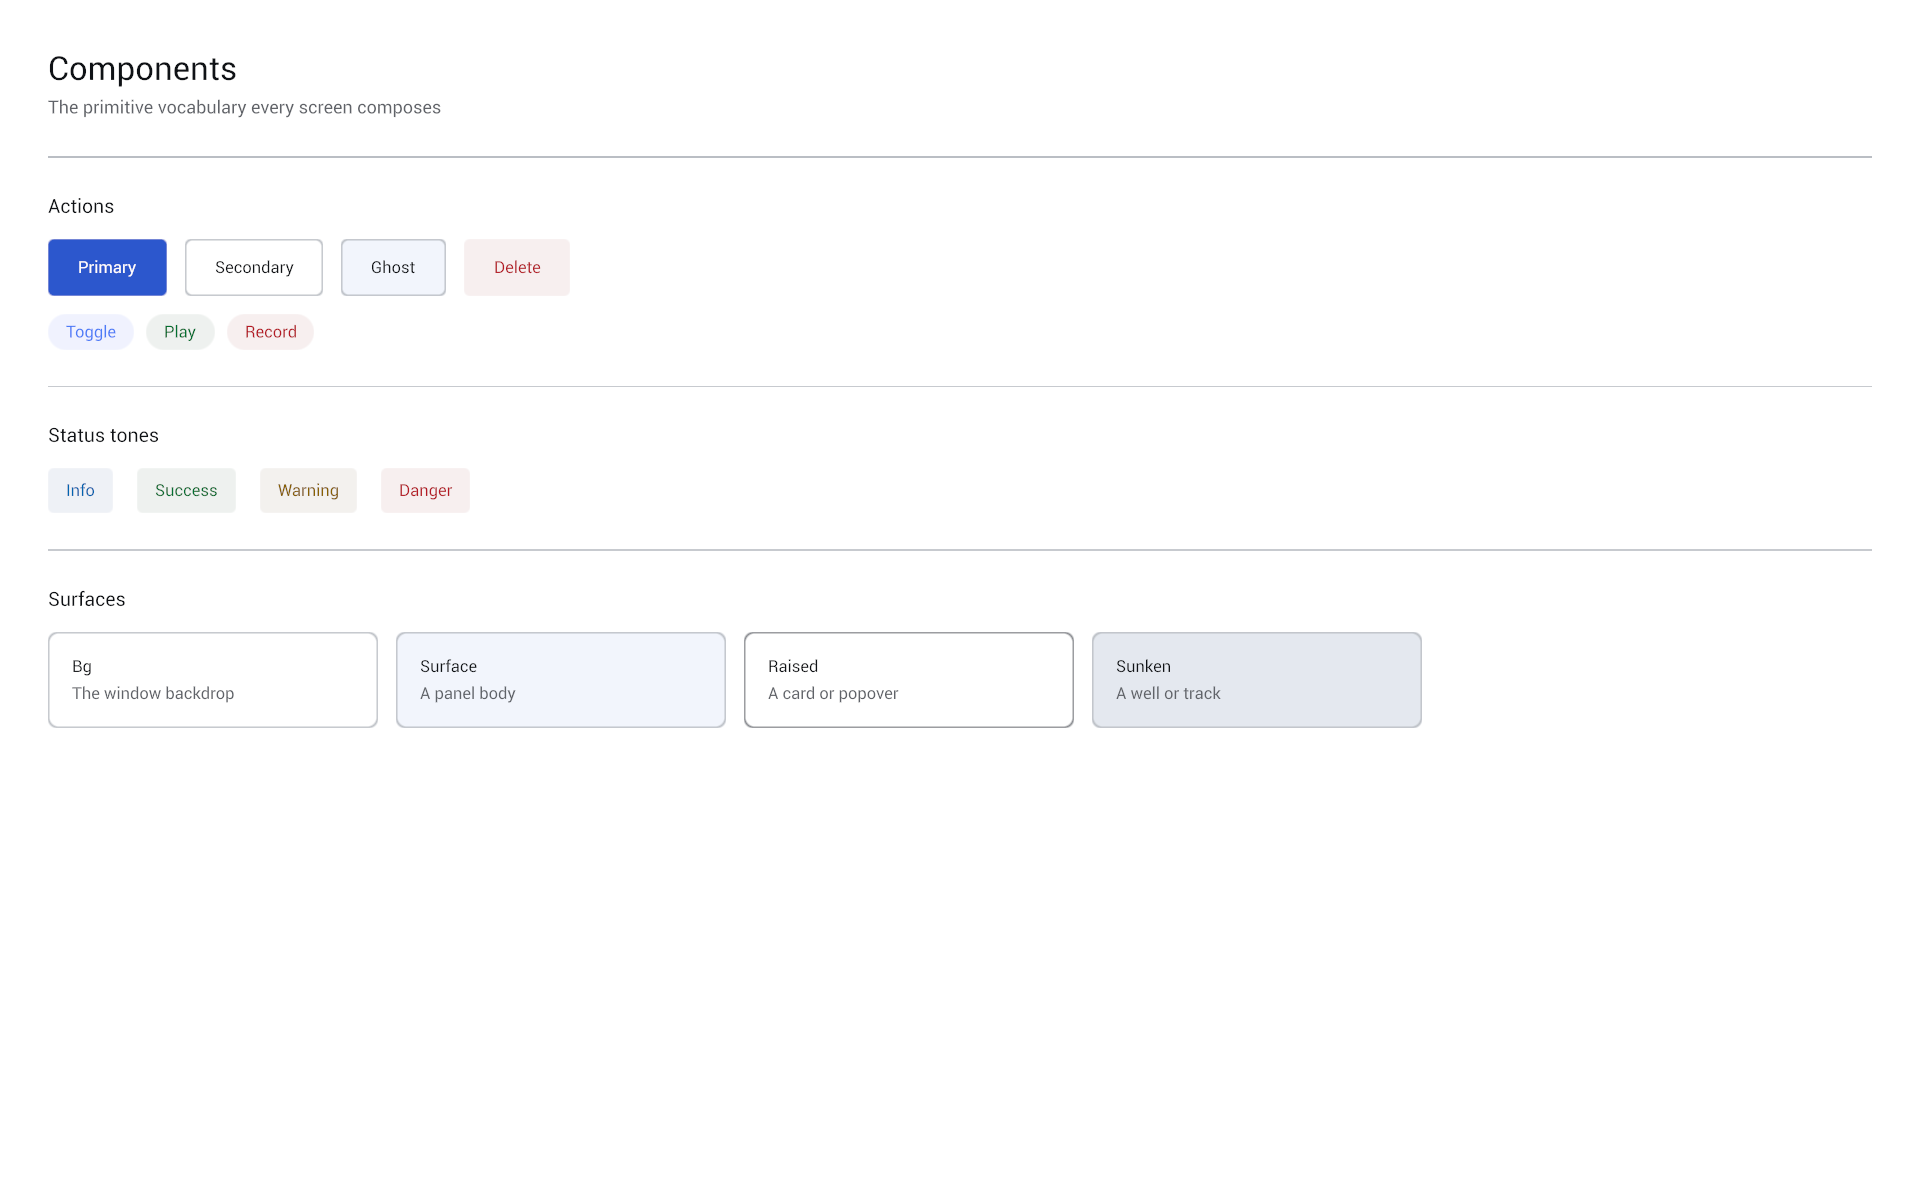 Components
The primitive vocabulary every screen composes
Actions
Primary
Secondary
Ghost
Delete
Toggle
Play
Record
Status tones
Info
Success
Warning
Danger
Surfaces
Bg
The window backdrop
Surface
A panel body
Raised
A card or popover
Sunken
A well or track